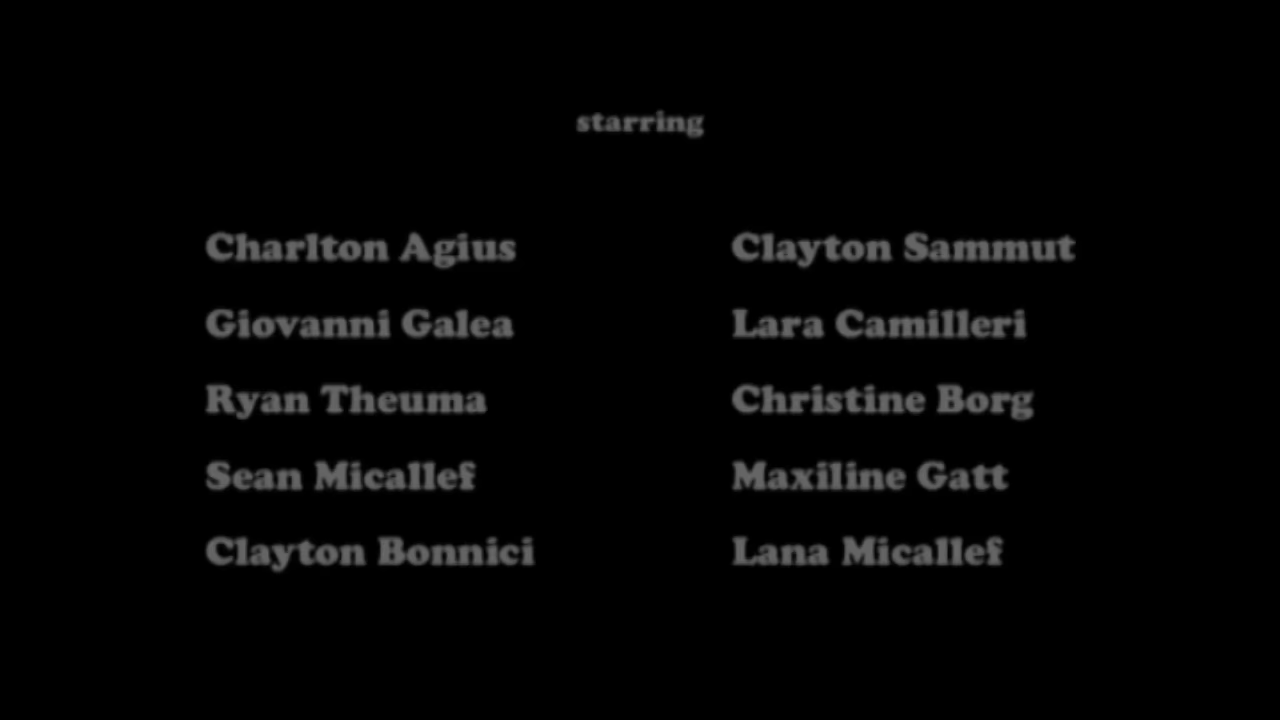 starring
Charlton Agius
Clayton Sammut
Giovanni Galea
Lara Camilleri
Ryan Theuma
Christine Borg
Sean Micallef
Maxiline Gatt
Clayton Bonnici
Lana Micallef